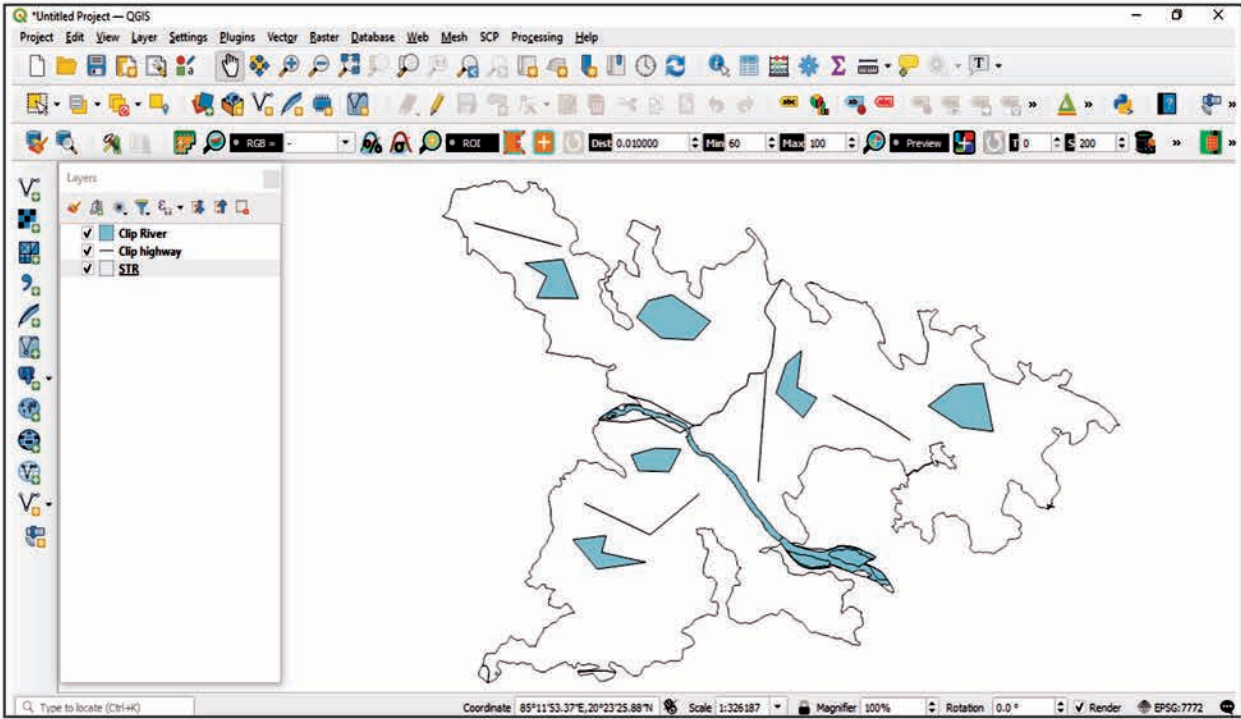 *Untitled Project — QGIS
Project Edit View Layer Settings Plugins Vector Raster Database Web Mesh SCP Processing Help
RGB = - ROI Dist 0.010000 Min 60 Max 100 Preview T 0 S 200
Layers
Clip River
Clip highway
STR
Type to locate (Ctrl+K) Coordinate 85°11'53.37"E,20°23'25.88"N Scale 1:326187 Magnifier 100% Rotation 0.0 ° Render EPSG:7772